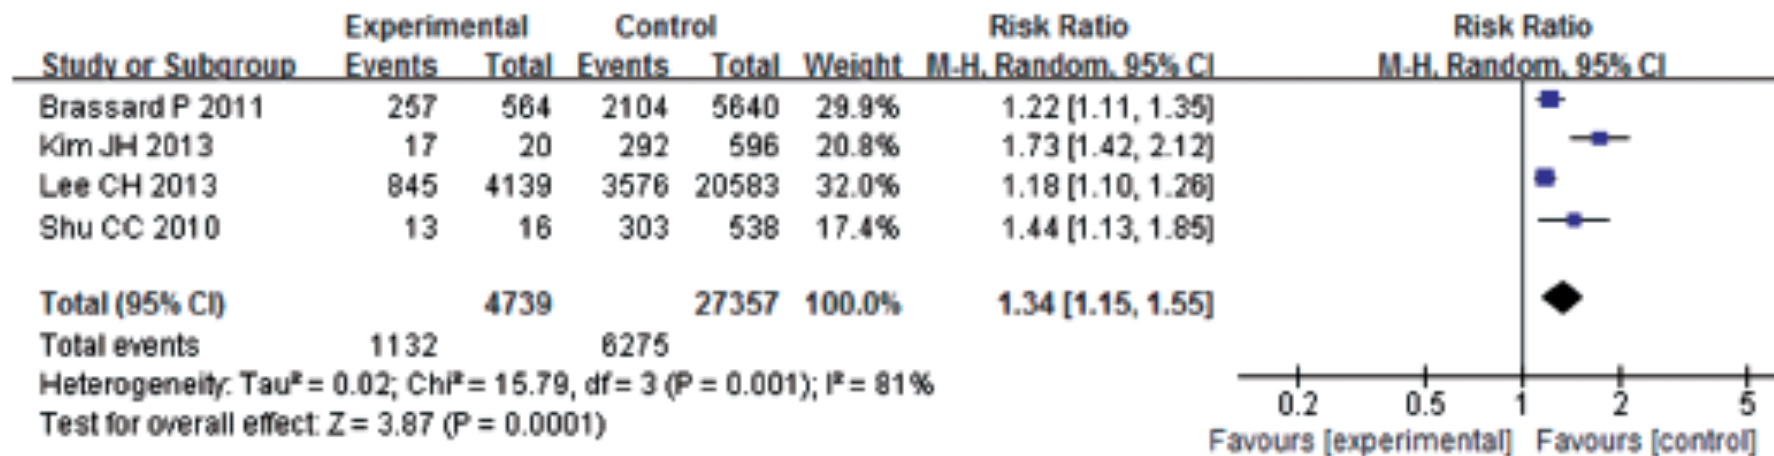 Experimental Control Risk Ratio Risk Ratio
Study or Subgroup Events Total Events Total Weight M-H, Random, 95% CI M-H, Random, 95% CI
Brassard P 2011 257 564 2104 5640 29.9% 1.22 [1.11, 1.35]
Kim JH 2013 17 20 292 596 20.8% 1.73 [1.42, 2.12]
Lee CH 2013 845 4139 3576 20583 32.0% 1.18 [1.10, 1.26]
Shu CC 2010 13 16 303 538 17.4% 1.44 [1.13, 1.85]
Total (95% CI) 4739 27357 100.0% 1.34 [1.15, 1.55]
Total events 1132 6275
Heterogeneity: Tau² = 0.02; Chi² = 15.79, df = 3 (P = 0.001); I² = 81%
Test for overall effect: Z = 3.87 (P = 0.0001)
0.2 0.5 1 2 5
Favours [experimental] Favours [control]